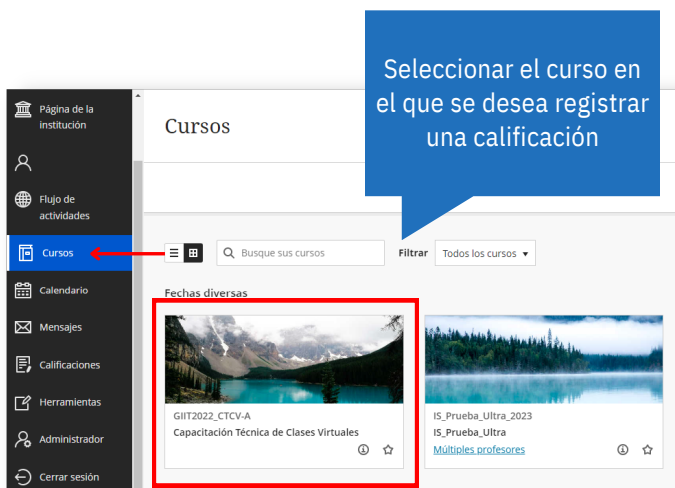 Seleccionar el curso en
el que se desea registrar
una calificación
Página de la
institución
Flujo de
actividades
Cursos
Calendario
Mensajes
Calificaciones
Herramientas
Administrador
Cerrar sesión
Cursos
Busque sus cursos
Filtrar
Todos los cursos
Fechas diversas
GIIT2022_CTCV-A
Capacitación Técnica de Clases Virtuales
IS_Prueba_Ultra_2023
IS_Prueba_Ultra
Múltiples profesores